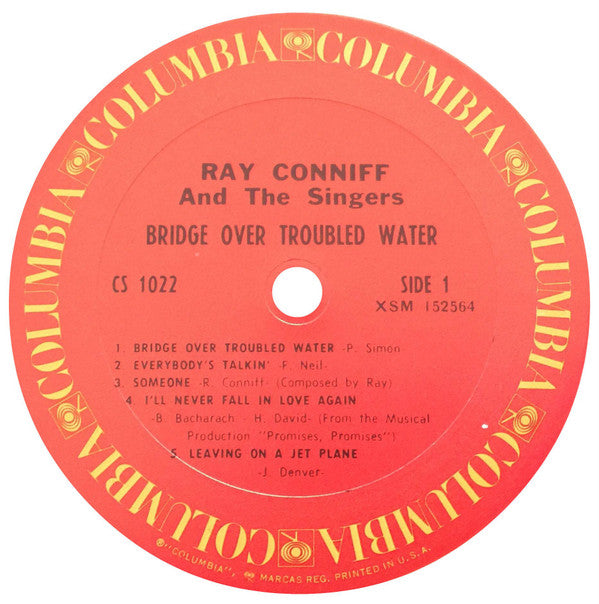 COLUMBIA COLUMBIA COLUMBIA COLUMBIA COLUMBIA COLUMBIA
RAY CONNIFF
And The Singers
BRIDGE OVER TROUBLED WATER
CS 1022 SIDE 1
XSM 152564
1. BRIDGE OVER TROUBLED WATER -P. Simon-
2. EVERYBODY'S TALKIN' -F. Neil-
3. SOMEONE -R. Conniff- (Composed by Ray)
4. I'LL NEVER FALL IN LOVE AGAIN
-B. Bacharach - H. David- (From the Musical
Production "Promises, Promises")
5. LEAVING ON A JET PLANE
-J. Denver-
® "COLUMBIA", MARCAS REG. PRINTED IN U.S.A.